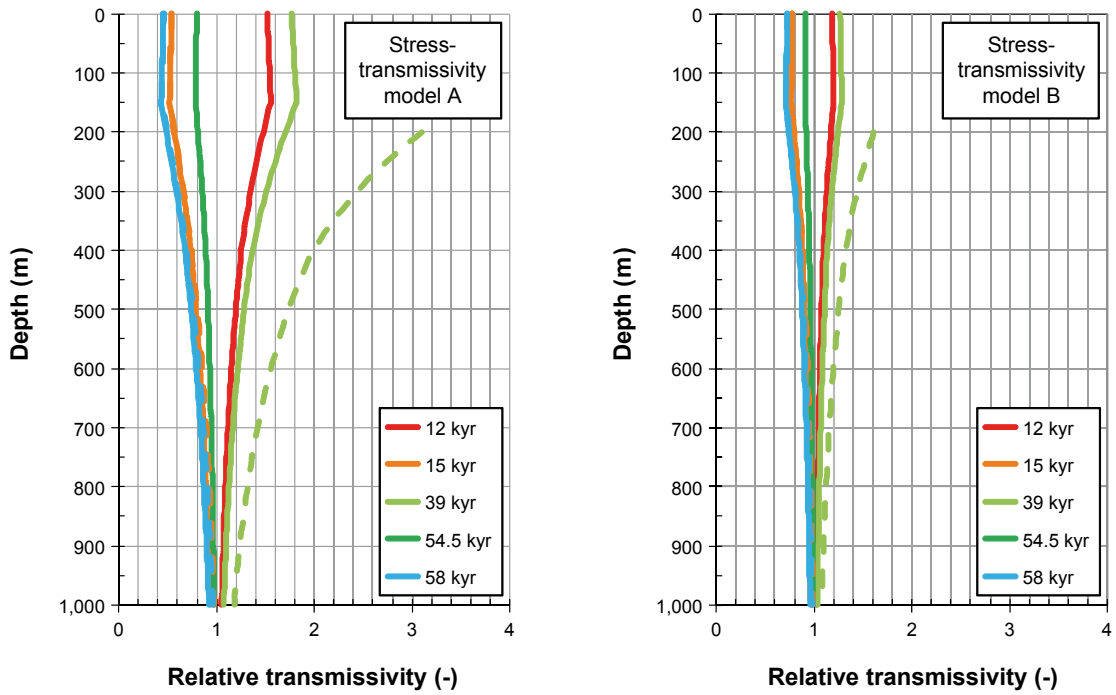 0
100
200
300
400
500
600
700
800
900
1,000
Depth (m)
Stress-
transmissivity
model A
12 kyr
15 kyr
39 kyr
54.5 kyr
58 kyr
0 1 2 3 4
Relative transmissivity (-)
0
100
200
300
400
500
600
700
800
900
1,000
Depth (m)
Stress-
transmissivity
model B
12 kyr
15 kyr
39 kyr
54.5 kyr
58 kyr
0 1 2 3 4
Relative transmissivity (-)